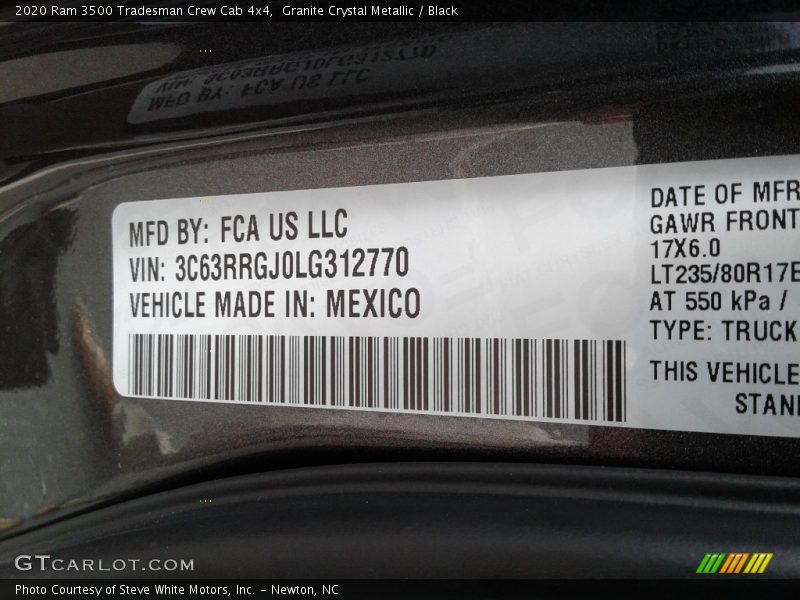 2020 Ram 3500 Tradesman Crew Cab 4x4, Granite Crystal Metallic / Black
MFD BY: FCA US LLC
VIN: 3C63RRGJ0LG312770
VEHICLE MADE IN: MEXICO
DATE OF MFR
GAWR FRONT
17X6.0
LT235/80R17E
AT 550 kPa /
TYPE: TRUCK
THIS VEHICLE
STAN
GTCARLOT.COM
Photo Courtesy of Steve White Motors, Inc. – Newton, NC